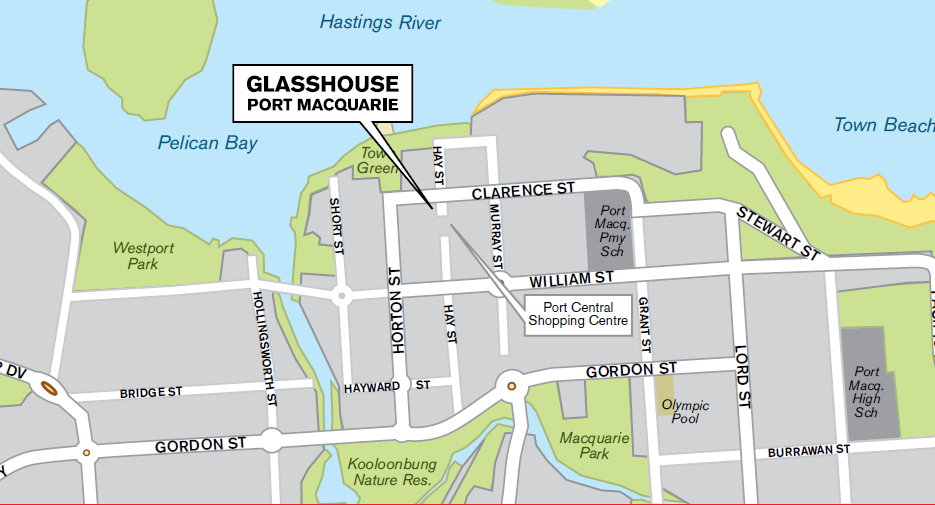 Hastings River
GLASSHOUSE
PORT MACQUARIE
Town Beach
Pelican Bay
Town
Green
HAY ST
CLARENCE ST
SHORT ST
MURRAY ST
Port
Macq.
Pmy
Sch
STEWART ST
Westport
Park
WILLIAM ST
HORTON ST
HOLLINGSWORTH ST
HAY ST
Port Central
Shopping Centre
GRANT ST
LORD ST
GORDON ST
DV
BRIDGE ST
HAYWARD ST
Port
Macq.
High
Sch
Olympic
Pool
GORDON ST
Macquarie
Park
BURRAWAN ST
Kooloonbung
Nature Res.